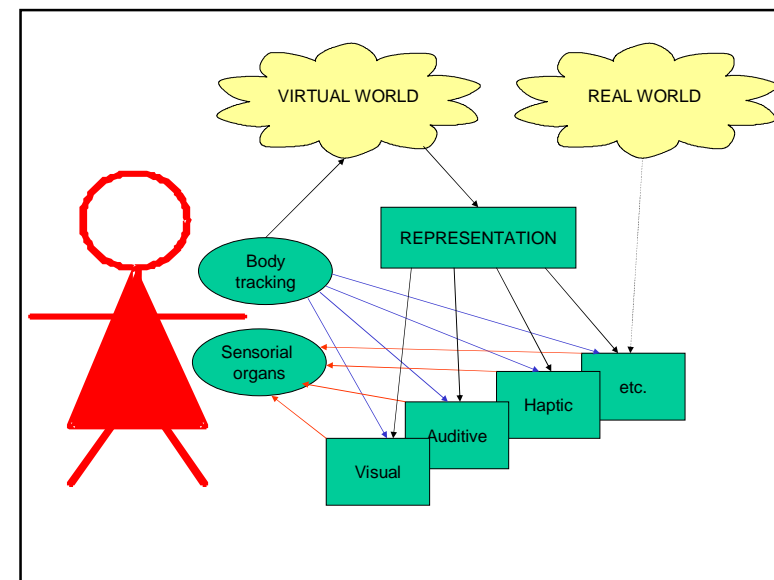 VIRTUAL WORLD
REAL WORLD
REPRESENTATION
Body
tracking
Sensorial
organs
etc.
Haptic
Auditive
Visual